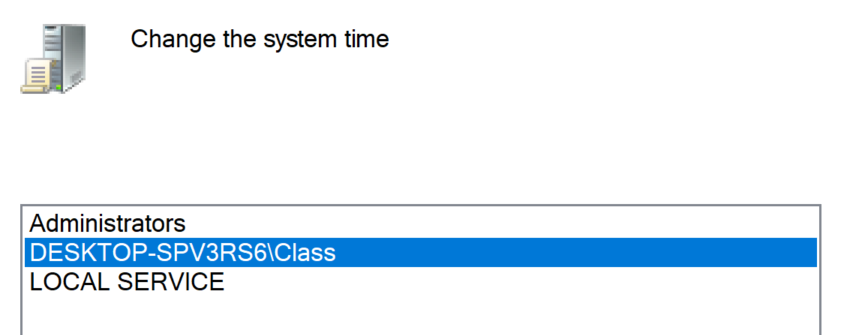 Change the system time
Administrators
DESKTOP-SPV3RS6\Class
LOCAL SERVICE